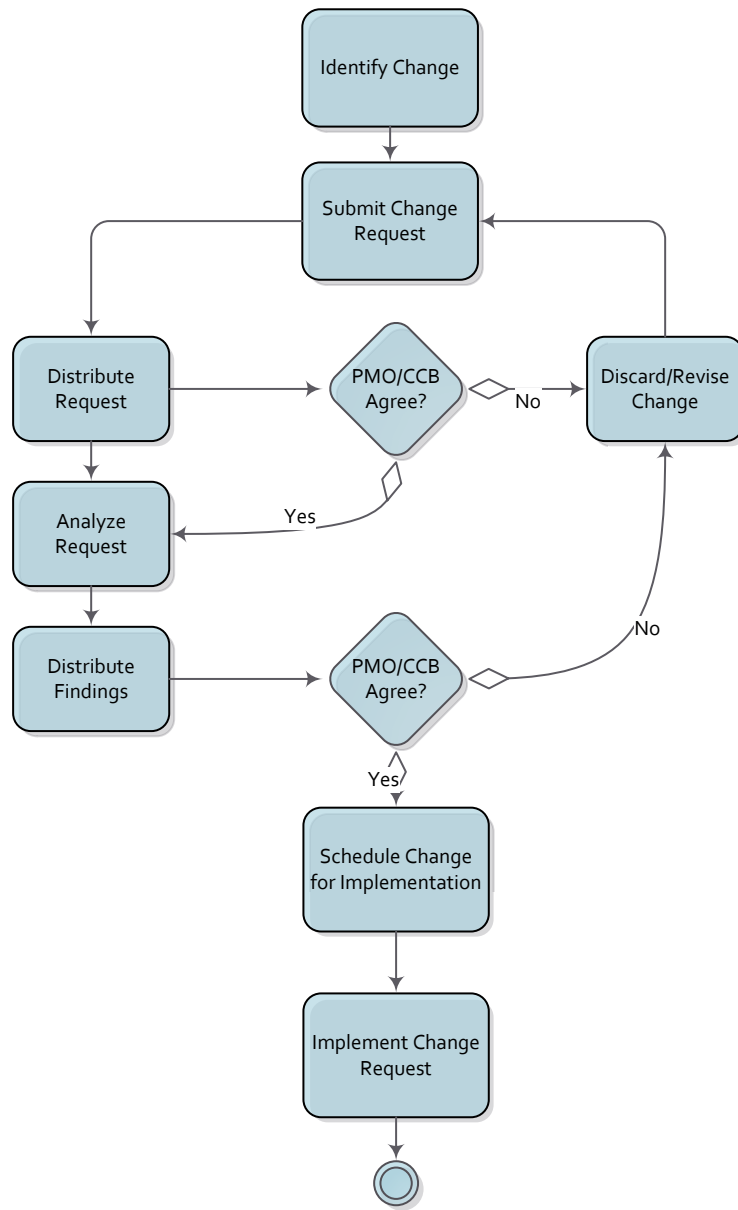 Identify Change
Submit Change
Request
Distribute
Request
PMO/CCB
Agree?
No
Discard/Revise
Change
Yes
Analyze
Request
Distribute
Findings
PMO/CCB
Agree?
No
Yes
Schedule Change
for Implementation
Implement Change
Request